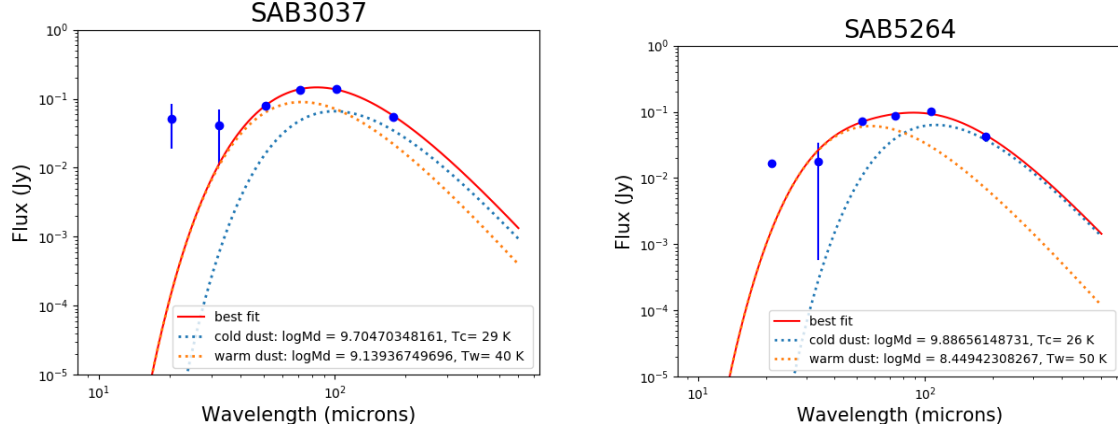 SAB3037
10^0
10^-1
10^-2
10^-3
10^-4
10^-5
Flux (Jy)
best fit
cold dust: logMd = 9.70470348161, Tc= 29 K
warm dust: logMd = 9.13936749696, Tw= 40 K
10^1
10^2
Wavelength (microns)
SAB5264
10^0
10^-1
10^-2
10^-3
10^-4
10^-5
Flux (Jy)
best fit
cold dust: logMd = 9.88656148731, Tc= 26 K
warm dust: logMd = 8.44942308267, Tw= 50 K
10^1
10^2
Wavelength (microns)